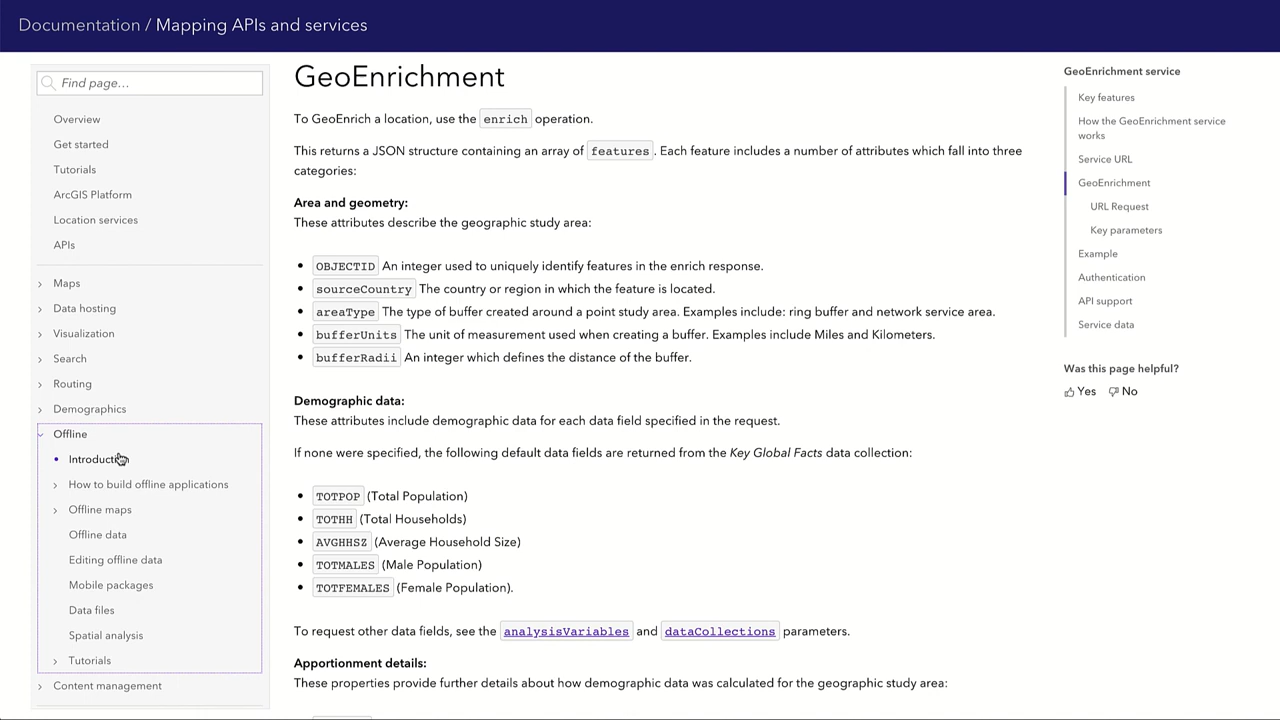 Documentation / Mapping APIs and services
Find page...
Overview
Get started
Tutorials
ArcGIS Platform
Location services
APIs
Maps
Data hosting
Visualization
Search
Routing
Demographics
Offline
Introduction
How to build offline applications
Offline maps
Offline data
Editing offline data
Mobile packages
Data files
Spatial analysis
Tutorials
Content management
GeoEnrichment
To GeoEnrich a location, use the enrich operation.
This returns a JSON structure containing an array of features. Each feature includes a number of attributes which fall into three
categories:
Area and geometry:
These attributes describe the geographic study area:
OBJECTID An integer used to uniquely identify features in the enrich response.
sourceCountry The country or region in which the feature is located.
areaType The type of buffer created around a point study area. Examples include: ring buffer and network service area.
bufferUnits The unit of measurement used when creating a buffer. Examples include Miles and Kilometers.
bufferRadii An integer which defines the distance of the buffer.
Demographic data:
These attributes include demographic data for each data field specified in the request.
If none were specified, the following default data fields are returned from the Key Global Facts data collection:
TOTPOP (Total Population)
TOTHH (Total Households)
AVGHHSZ (Average Household Size)
TOTMALES (Male Population)
TOTFEMALES (Female Population).
To request other data fields, see the analysisVariables and dataCollections parameters.
Apportionment details:
These properties provide further details about how demographic data was calculated for the geographic study area:
GeoEnrichment service
Key features
How the GeoEnrichment service
works
Service URL
GeoEnrichment
URL Request
Key parameters
Example
Authentication
API support
Service data
Was this page helpful?
Yes No